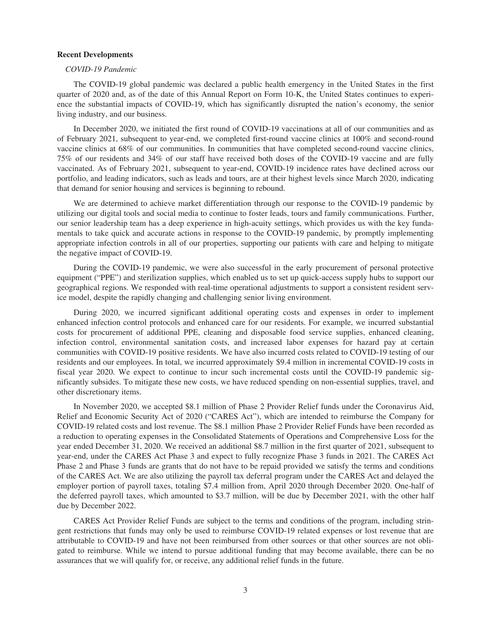 Recent Developments
COVID-19 Pandemic
The COVID-19 global pandemic was declared a public health emergency in the United States in the first
quarter of 2020 and, as of the date of this Annual Report on Form 10-K, the United States continues to experi-
ence the substantial impacts of COVID-19, which has significantly disrupted the nation's economy, the senior
living industry, and our business.
In December 2020, we initiated the first round of COVID-19 vaccinations at all of our communities and as
of February 2021, subsequent to year-end, we completed first-round vaccine clinics at 100% and second-round
vaccine clinics at 68% of our communities. In communities that have completed second-round vaccine clinics,
75% of our residents and 34% of our staff have received both doses of the COVID-19 vaccine and are fully
vaccinated. As of February 2021, subsequent to year-end, COVID-19 incidence rates have declined across our
portfolio, and leading indicators, such as leads and tours, are at their highest levels since March 2020, indicating
that demand for senior housing and services is beginning to rebound.
We are determined to achieve market differentiation through our response to the COVID-19 pandemic by
utilizing our digital tools and social media to continue to foster leads, tours and family communications. Further,
our senior leadership team has a deep experience in high-acuity settings, which provides us with the key funda-
mentals to take quick and accurate actions in response to the COVID-19 pandemic, by promptly implementing
appropriate infection controls in all of our properties, supporting our patients with care and helping to mitigate
the negative impact of COVID-19.
During the COVID-19 pandemic, we were also successful in the early procurement of personal protective
equipment ("PPE") and sterilization supplies, which enabled us to set up quick-access supply hubs to support our
geographical regions. We responded with real-time operational adjustments to support a consistent resident serv-
ice model, despite the rapidly changing and challenging senior living environment.
During 2020, we incurred significant additional operating costs and expenses in order to implement
enhanced infection control protocols and enhanced care for our residents. For example, we incurred substantial
costs for procurement of additional PPE, cleaning and disposable food service supplies, enhanced cleaning,
infection control, environmental sanitation costs, and increased labor expenses for hazard pay at certain
communities with COVID-19 positive residents. We have also incurred costs related to COVID-19 testing of our
residents and our employees. In total, we incurred approximately $9.4 million in incremental COVID-19 costs in
fiscal year 2020. We expect to continue to incur such incremental costs until the COVID-19 pandemic sig-
nificantly subsides. To mitigate these new costs, we have reduced spending on non-essential supplies, travel, and
other discretionary items.
In November 2020, we accepted $8.1 million of Phase 2 Provider Relief funds under the Coronavirus Aid,
Relief and Economic Security Act of 2020 ("CARES Act"), which are intended to reimburse the Company for
COVID-19 related costs and lost revenue. The $8.1 million Phase 2 Provider Relief Funds have been recorded as
a reduction to operating expenses in the Consolidated Statements of Operations and Comprehensive Loss for the
year ended December 31, 2020. We received an additional $8.7 million in the first quarter of 2021, subsequent to
year-end, under the CARES Act Phase 3 and expect to fully recognize Phase 3 funds in 2021. The CARES Act
Phase 2 and Phase 3 funds are grants that do not have to be repaid provided we satisfy the terms and conditions
of the CARES Act. We are also utilizing the payroll tax deferral program under the CARES Act and delayed the
employer portion of payroll taxes, totaling $7.4 million from, April 2020 through December 2020. One-half of
the deferred payroll taxes, which amounted to $3.7 million, will be due by December 2021, with the other half
due by December 2022.
CARES Act Provider Relief Funds are subject to the terms and conditions of the program, including strin-
gent restrictions that funds may only be used to reimburse COVID-19 related expenses or lost revenue that are
attributable to COVID-19 and have not been reimbursed from other sources or that other sources are not obli-
gated to reimburse. While we intend to pursue additional funding that may become available, there can be no
assurances that we will qualify for, or receive, any additional relief funds in the future.
3